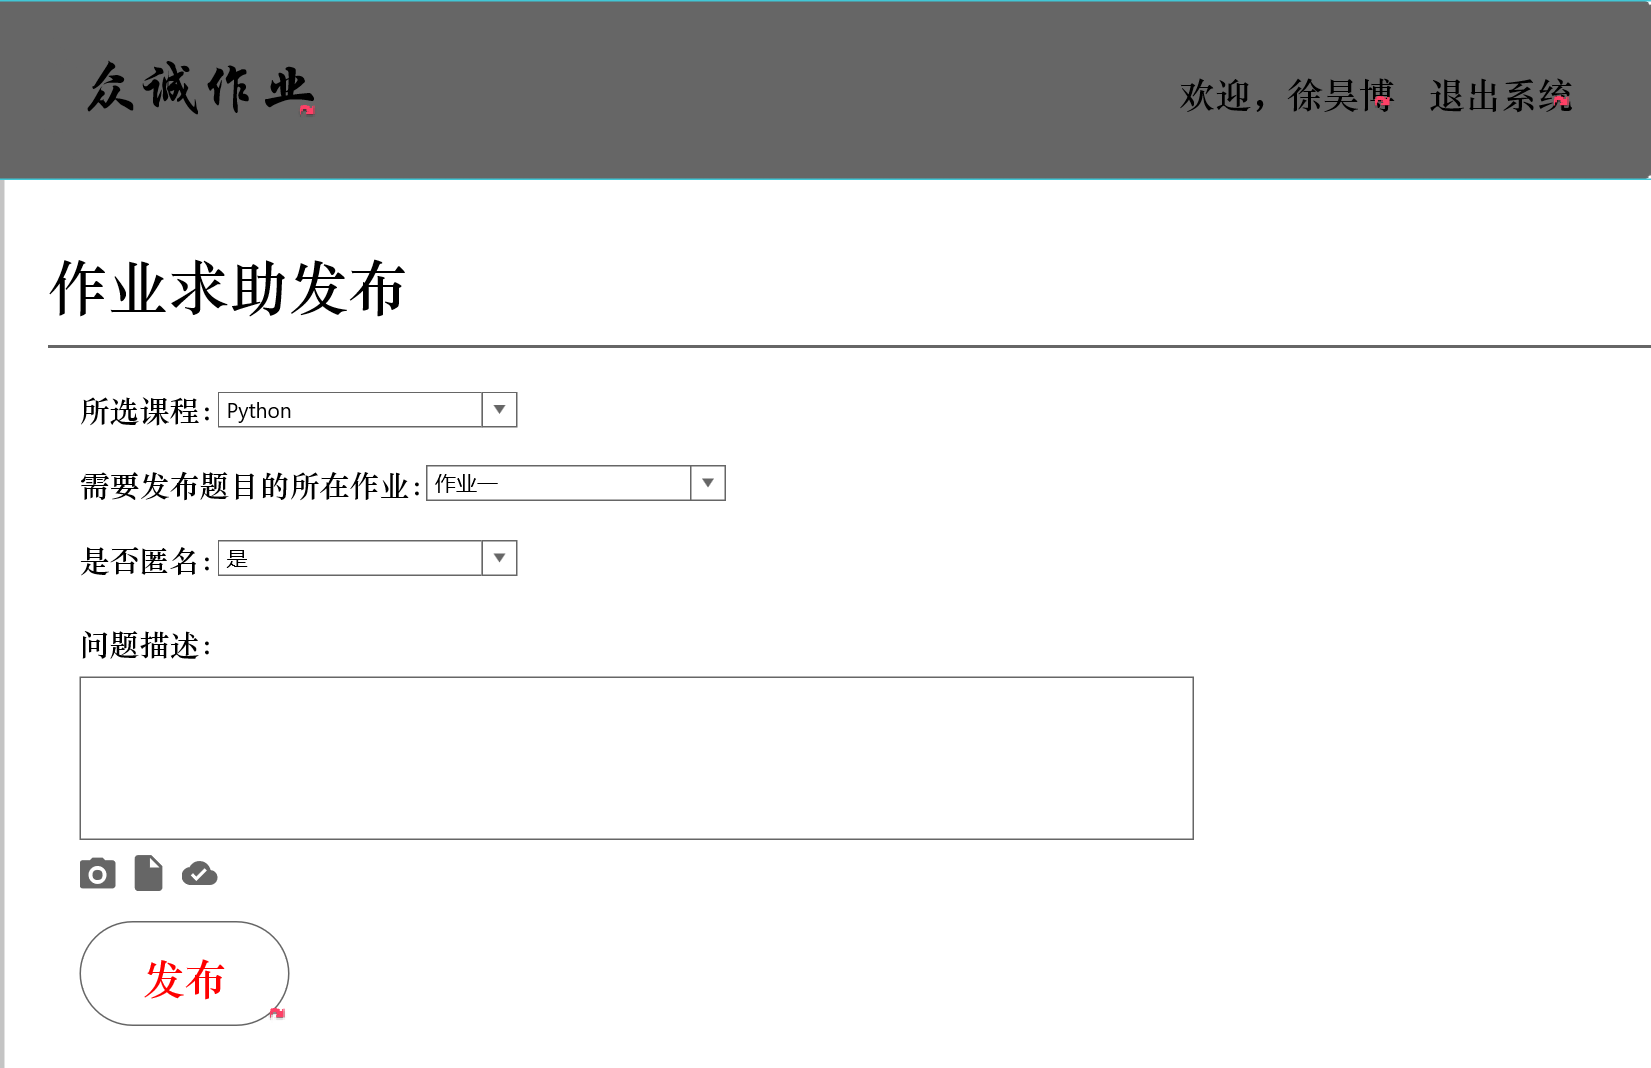 众诚作业
欢迎，徐昊博 退出系统
作业求助发布
所选课程: Python
需要发布题目的所在作业: 作业一
是否匿名: 是
问题描述:
发布